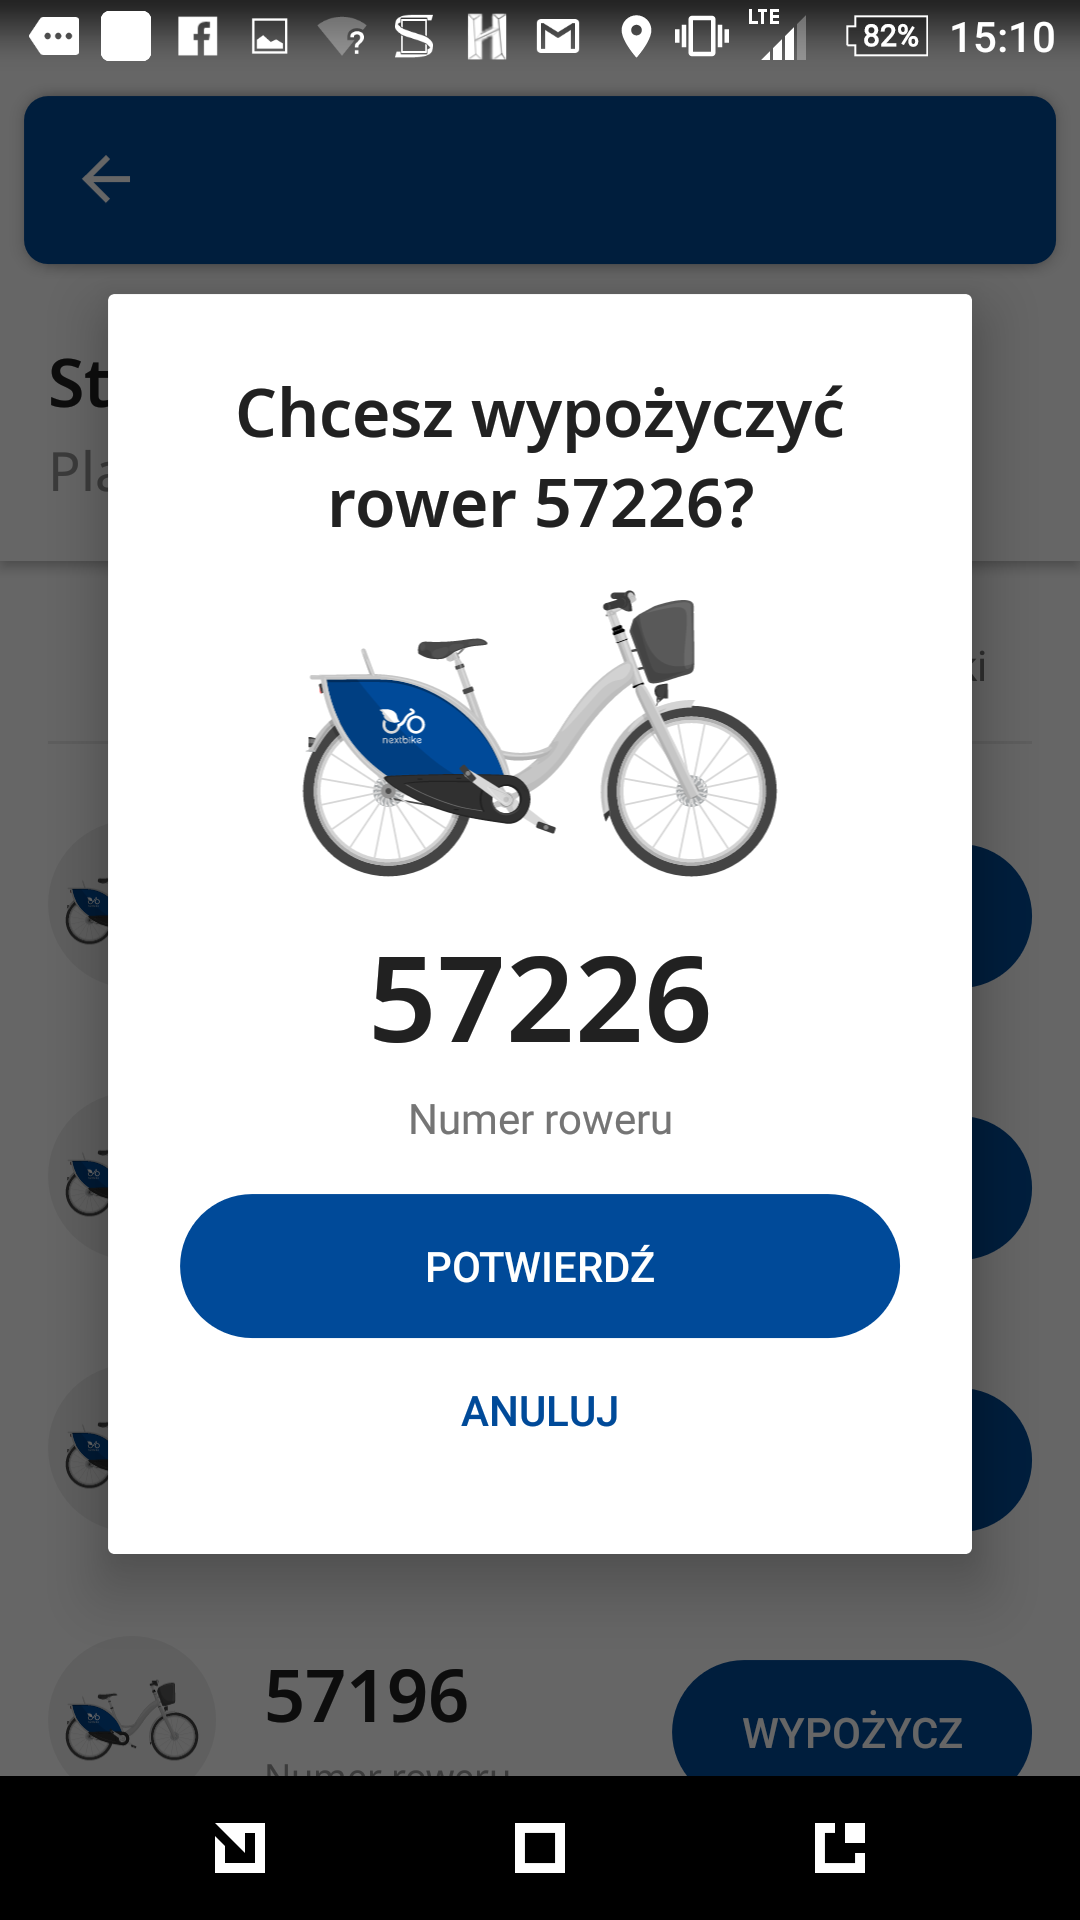 LTE
82%
15:10
St
Pla
Chcesz wypożyczyć
rower 57226?
ki
nextbike
57226
Numer roweru
POTWIERDŹ
ANULUJ
57196
WYPOŻYCZ
Numer roweru